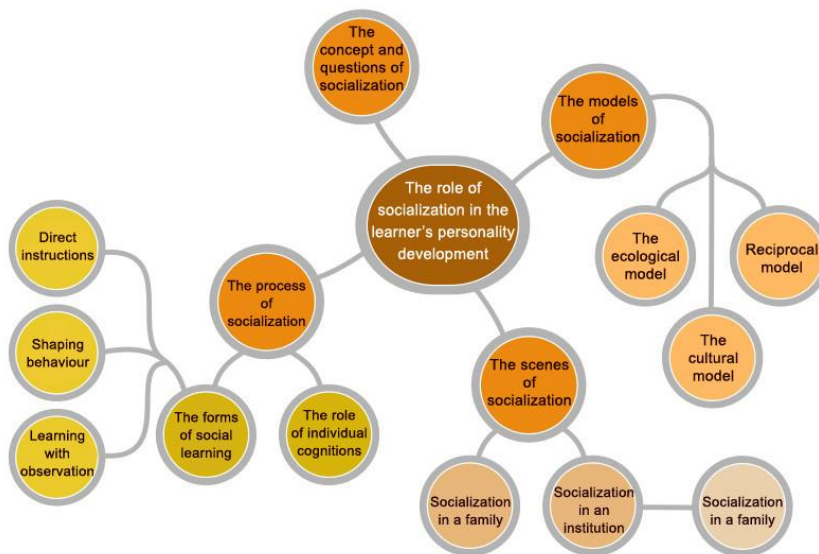 The
concept and
questions of
socialization
The models
of
socialization
The role of
socialization in the
learner's personality
development
Direct
instructions
The
ecological
model
Reciprocal
model
The process
of
socialization
Shaping
behaviour
The
cultural
model
The scenes
of
socialization
The forms
of social
learning
The role
of individual
cognitions
Learning
with
observation
Socialization
in a family
Socialization
in an
institution
Socialization
in a family